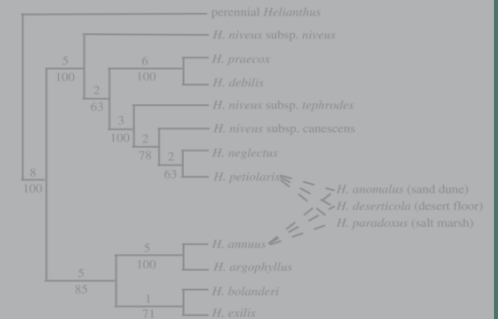 perennial Helianthus
H. niveus subsp. niveus
5
100
6
100
H. praecox
H. debilis
2
63
H. niveus subsp. tephrodes
3
100
H. niveus subsp. canescens
2
78
H. neglectus
2
63
H. petiolaris
8
100
H. anomalus (sand dune)
H. deserticola (desert floor)
H. paradoxus (salt marsh)
H. annuus
5
100
H. argophyllus
5
85
H. bolanderi
1
71
H. exilis